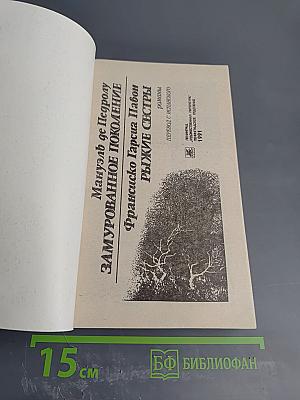 Мануэль де Педролу
ЗАМУРОВАННОЕ ПОКОЛЕНИЕ
Франсиско Гарсиа Павон
РЫЖИЕ СЕСТРЫ
РОМАНЫ
ПЕРЕВОД С ИСПАНСКОГО
1991
15 см
БФ БИБЛИОФАН